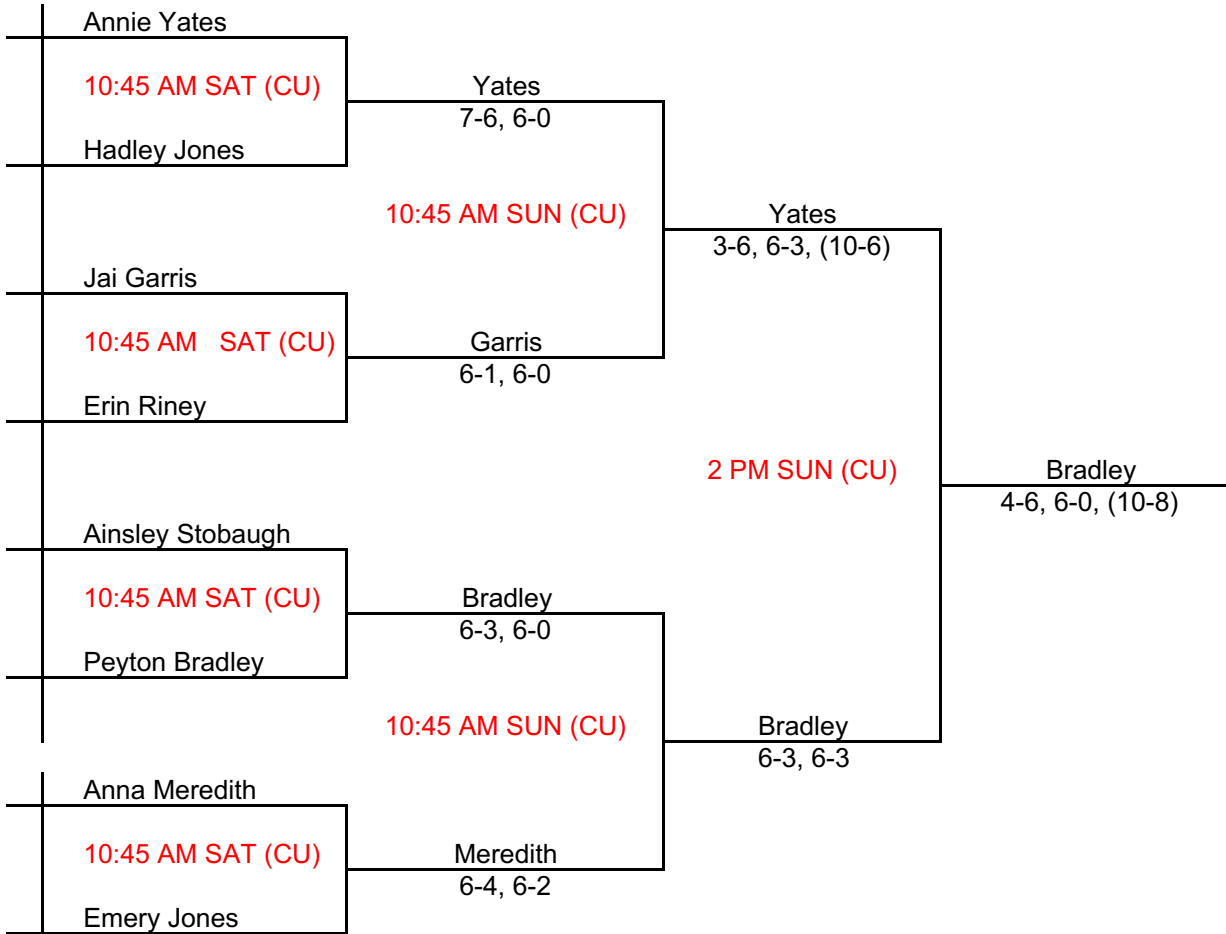 Annie Yates
10:45 AM SAT (CU)
Yates
7-6, 6-0
Hadley Jones
10:45 AM SUN (CU)
Yates
3-6, 6-3, (10-6)
Jai Garris
10:45 AM SAT (CU)
Garris
6-1, 6-0
Erin Riney
2 PM SUN (CU)
Bradley
4-6, 6-0, (10-8)
Ainsley Stobaugh
10:45 AM SAT (CU)
Bradley
6-3, 6-0
Peyton Bradley
10:45 AM SUN (CU)
Bradley
6-3, 6-3
Anna Meredith
10:45 AM SAT (CU)
Meredith
6-4, 6-2
Emery Jones